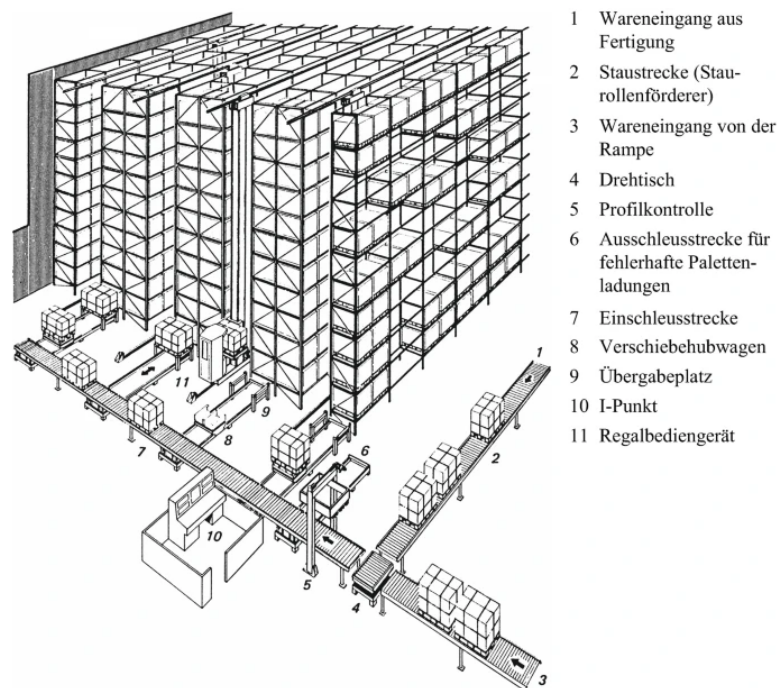 1 Wareneingang aus
Fertigung
2 Staustrecke (Stau-
rollenförderer)
3 Wareneingang von der
Rampe
4 Drehtisch
5 Profilkontrolle
6 Ausschleusstrecke für
fehlerhafte Paletten-
ladungen
7 Einschleusstrecke
8 Verschiebehubwagen
9 Übergabeplatz
10 I-Punkt
11 Regalbediengerät
1
2
11
9
8
6
7
10
5
4
3